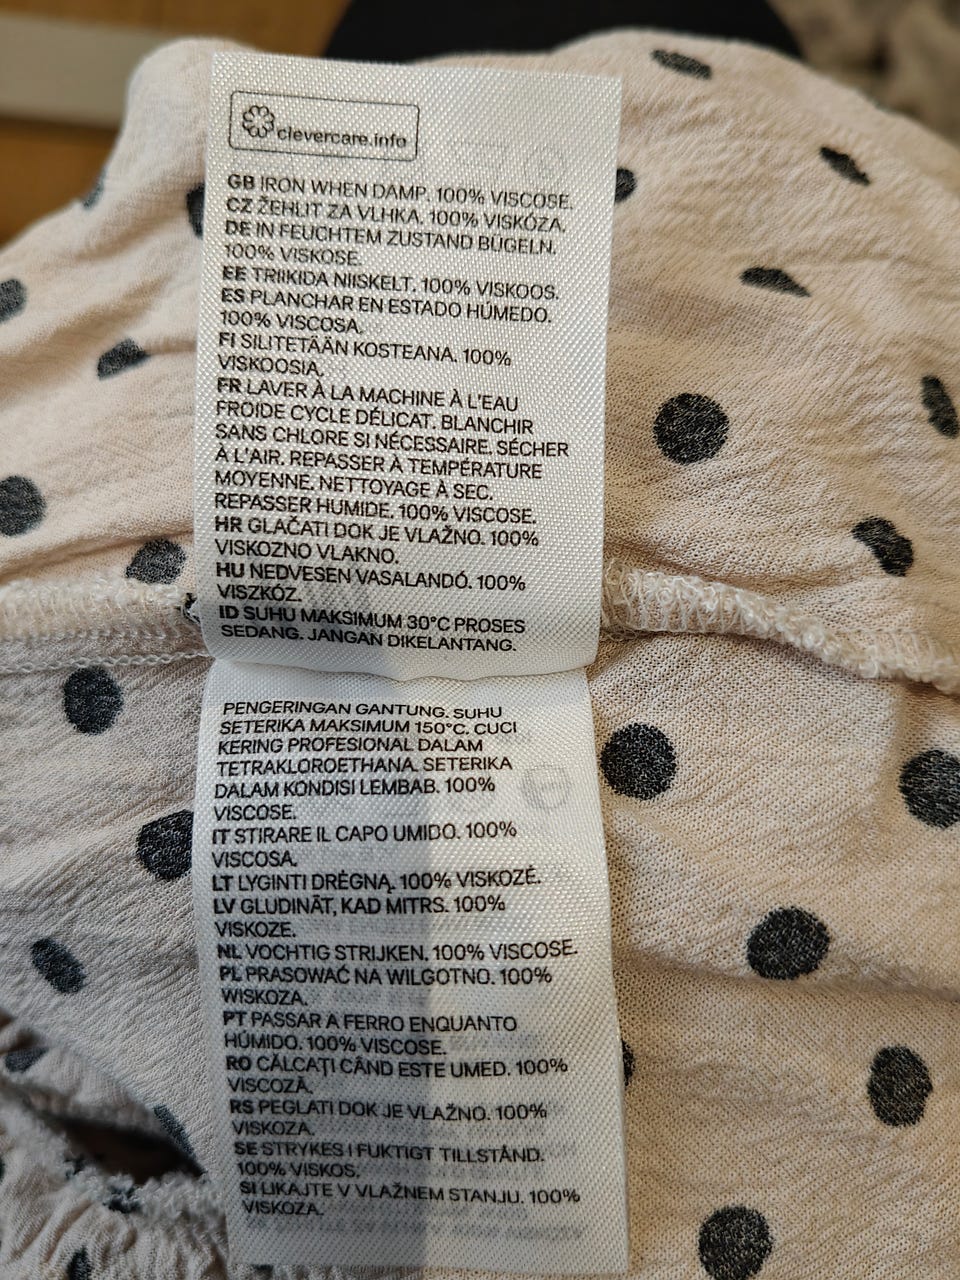 clevercare.info
GB IRON WHEN DAMP. 100% VISCOSE.
CZ ŽEHLIT ZA VLHKA. 100% VISKÓZA.
DE IN FEUCHTEM ZUSTAND BÜGELN.
100% VISKOSE.
EE TRIIKIDA NIISKELT. 100% VISKOOS.
ES PLANCHAR EN ESTADO HÚMEDO.
100% VISCOSA.
FI SILITETÄÄN KOSTEANA. 100%
VISKOOSIA.
FR LAVER À LA MACHINE À L'EAU
FROIDE CYCLE DÉLICAT. BLANCHIR
SANS CHLORE SI NÉCESSAIRE. SÉCHER
À L'AIR. REPASSER À TEMPÉRATURE
MOYENNE. NETTOYAGE À SEC.
REPASSER HUMIDE. 100% VISCOSE.
HR GLAČATI DOK JE VLAŽNO. 100%
VISKOZNO VLAKNO.
HU NEDVESEN VASALANDÓ. 100%
VISZKÓZ.
ID SUHU MAKSIMUM 30°C PROSES
SEDANG. JANGAN DIKELANTANG.
PENGERINGAN GANTUNG. SUHU
SETERIKA MAKSIMUM 150°C. CUCI
KERING PROFESIONAL DALAM
TETRAKLOROETHANA. SETERIKA
DALAM KONDISI LEMBAB. 100%
VISCOSE.
IT STIRARE IL CAPO UMIDO. 100%
VISCOSA.
LT LYGINTI DRĖGNĄ. 100% VISKOZĖ.
LV GLUDINĀT, KAD MITRS. 100%
VISKOZE.
NL VOCHTIG STRIJKEN. 100% VISCOSE.
PL PRASOWAĆ NA WILGOTNO. 100%
WISKOZA.
PT PASSAR A FERRO ENQUANTO
HÚMIDO. 100% VISCOSE.
RO CĂLCAȚI CÂND ESTE UMED. 100%
VISCOZĂ.
RS PEGLATI DOK JE VLAŽNO. 100%
VISKOZA.
SE STRYKES I FUKTIGT TILLSTÅND.
100% VISKOS.
SI LIKAJTE V VLAŽNEM STANJU. 100%
VISKOZA.